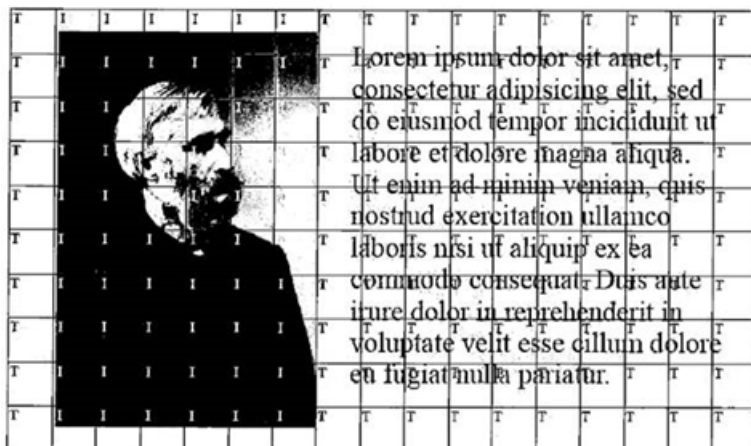 Lorem ipsum dolor sit amet,
consectetur adipisicing elit, sed
do eiusmod tempor incididunt ut
labore et dolore magna aliqua.
Ut enim ad minim veniam, quis
nostrud exercitation ullamco
laboris nisi ut aliquip ex ea
commodo consequat. Duis aute
irure dolor in reprehenderit in
voluptate velit esse cillum dolore
eu fugiat nulla pariatur.